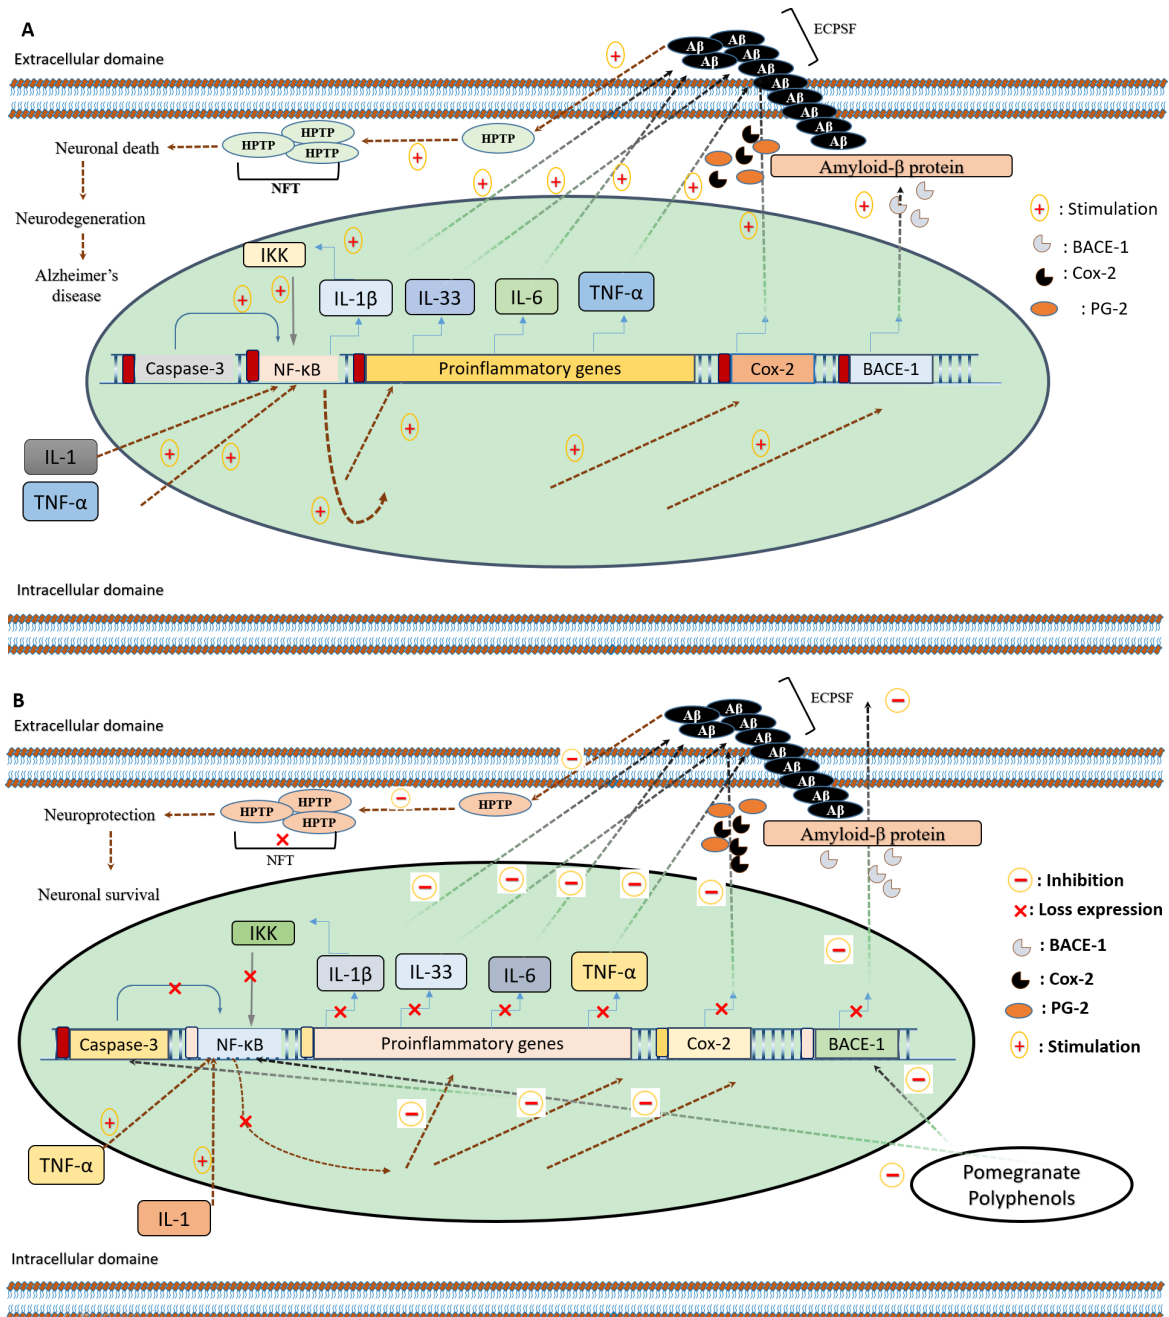 A
Extracellular domaine
ECPSF
Aβ
Aβ
Aβ
Aβ
Aβ
Aβ
Aβ
Aβ
Aβ
Aβ
Amyloid-β protein
HPTP
HPTP
HPTP
HPTP
NFT
Neuronal death
Neurodegeneration
Alzheimer's
disease
+ : Stimulation
: BACE-1
: Cox-2
: PG-2
IKK
IL-1β
IL-33
IL-6
TNF-α
Caspase-3
NF-κB
Proinflammatory genes
Cox-2
BACE-1
IL-1
TNF-α
Intracellular domaine
B
Extracellular domaine
ECPSF
Aβ
Aβ
Aβ
Aβ
Aβ
Aβ
Aβ
Aβ
Aβ
Aβ
Amyloid-β protein
HPTP
HPTP
HPTP
HPTP
NFT
Neuroprotection
Neuronal survival
: Inhibition
: Loss expression
: BACE-1
: Cox-2
: PG-2
+ : Stimulation
IKK
IL-1β
IL-33
IL-6
TNF-α
Caspase-3
NF-κB
Proinflammatory genes
Cox-2
BACE-1
TNF-α
IL-1
Pomegranate
Polyphenols
Intracellular domaine